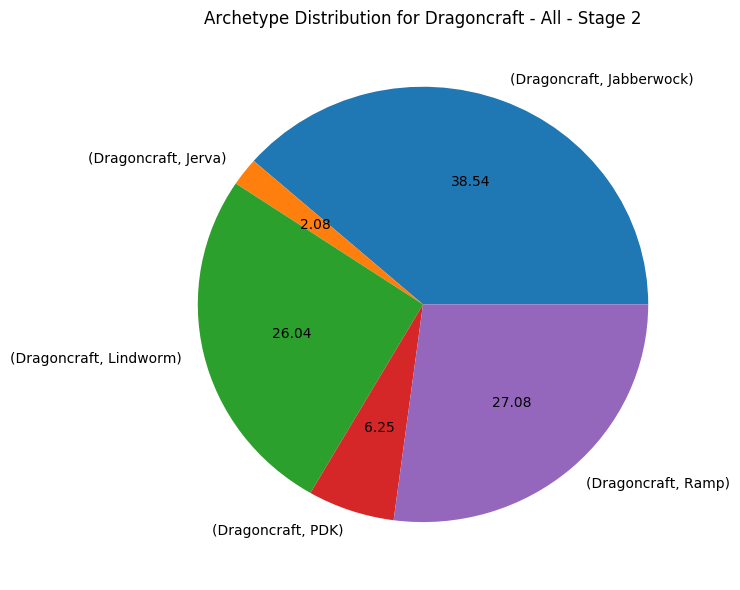 Archetype Distribution for Dragoncraft - All - Stage 2
(Dragoncraft, Jabberwock)
(Dragoncraft, Jerva)
38.54
2.08
26.04
(Dragoncraft, Lindworm)
27.08
6.25
(Dragoncraft, Ramp)
(Dragoncraft, PDK)